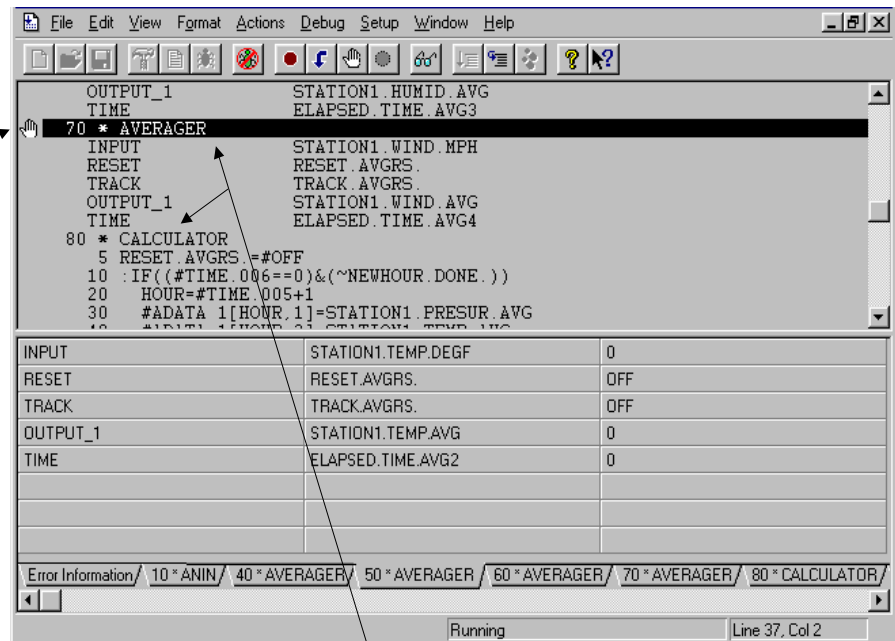 File Edit View Format Actions Debug Setup Window Help
OUTPUT_1 STATION1.HUMID.AVG
TIME ELAPSED.TIME.AVG3
70 * AVERAGER
INPUT STATION1.WIND.MPH
RESET RESET.AVGRS.
TRACK TRACK.AVGRS.
OUTPUT_1 STATION1.WIND.AVG
TIME ELAPSED.TIME.AVG4
80 * CALCULATOR
5 RESET.AVGRS.=#OFF
10 :IF((#TIME.006==0)&(~NEWHOUR.DONE.))
20 HOUR=#TIME.005+1
30 #ADATA 1[HOUR,1]=STATION1.PRESUR.AVG
INPUT STATION1.TEMP.DEGF 0
RESET RESET.AVGRS. OFF
TRACK TRACK.AVGRS. OFF
OUTPUT_1 STATION1.TEMP.AVG 0
TIME ELAPSED.TIME.AVG2 0
Error Information 10 * ANIN 40 * AVERAGER 50 * AVERAGER 60 * AVERAGER 70 * AVERAGER 80 * CALCULATOR
Running Line 37, Col 2